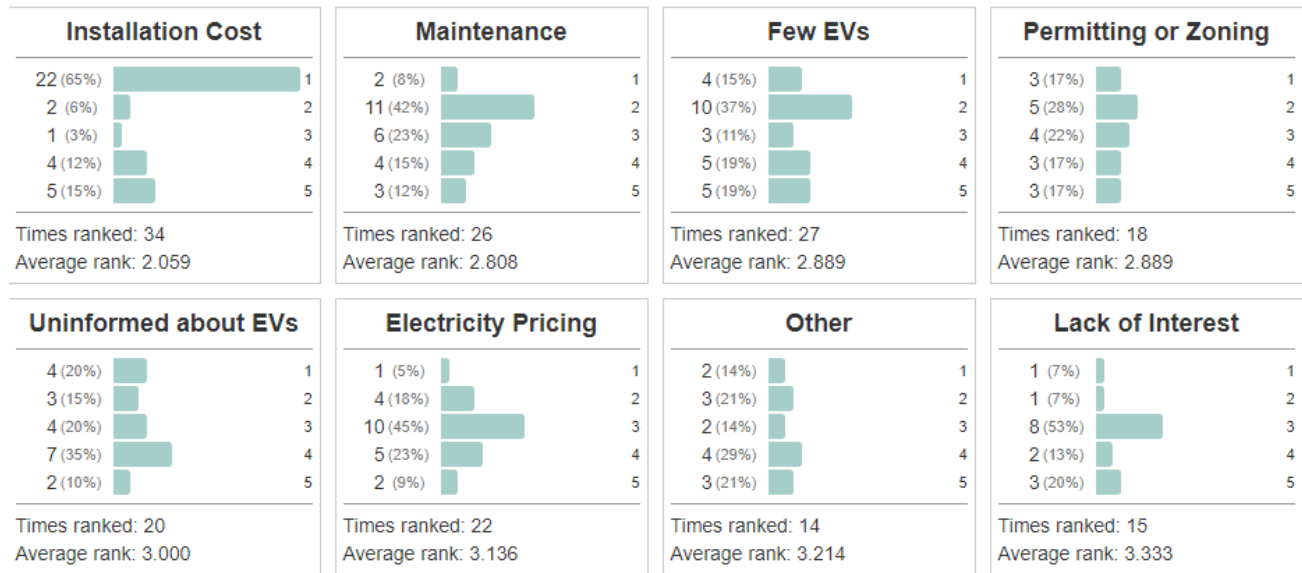 Installation Cost
22 (65%) 1
2 (6%) 2
1 (3%) 3
4 (12%) 4
5 (15%) 5
Times ranked: 34
Average rank: 2.059
Maintenance
2 (8%) 1
11 (42%) 2
6 (23%) 3
4 (15%) 4
3 (12%) 5
Times ranked: 26
Average rank: 2.808
Few EVs
4 (15%) 1
10 (37%) 2
3 (11%) 3
5 (19%) 4
5 (19%) 5
Times ranked: 27
Average rank: 2.889
Permitting or Zoning
3 (17%) 1
5 (28%) 2
4 (22%) 3
3 (17%) 4
3 (17%) 5
Times ranked: 18
Average rank: 2.889
Uninformed about EVs
4 (20%) 1
3 (15%) 2
4 (20%) 3
7 (35%) 4
2 (10%) 5
Times ranked: 20
Average rank: 3.000
Electricity Pricing
1 (5%) 1
4 (18%) 2
10 (45%) 3
5 (23%) 4
2 (9%) 5
Times ranked: 22
Average rank: 3.136
Other
2 (14%) 1
3 (21%) 2
2 (14%) 3
4 (29%) 4
3 (21%) 5
Times ranked: 14
Average rank: 3.214
Lack of Interest
1 (7%) 1
1 (7%) 2
8 (53%) 3
2 (13%) 4
3 (20%) 5
Times ranked: 15
Average rank: 3.333